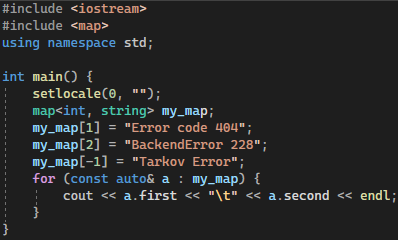 #include <iostream>
#include <map>
using namespace std;
int main() {
setlocale(0, "");
map<int, string> my_map;
my_map[1] = "Error code 404";
my_map[2] = "BackendError 228";
my_map[-1] = "Tarkov Error";
for (const auto& a : my_map) {
cout << a.first << "\t" << a.second << endl;
}
}